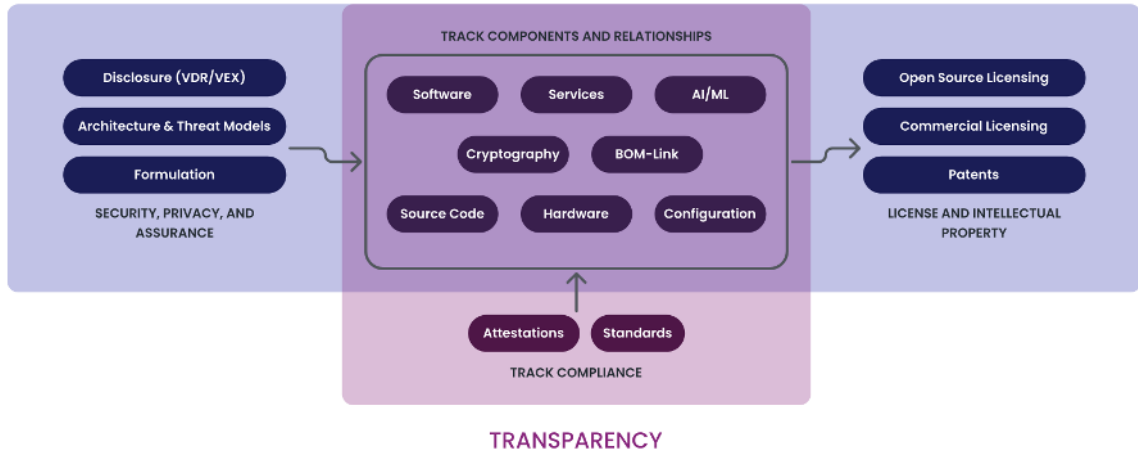 TRACK COMPONENTS AND RELATIONSHIPS
Disclosure (VDR/VEX)
Architecture & Threat Models
Formulation
SECURITY, PRIVACY, AND
ASSURANCE
Software
Services
AI/ML
Cryptography
BOM-Link
Source Code
Hardware
Configuration
Open Source Licensing
Commercial Licensing
Patents
LICENSE AND INTELLECTUAL
PROPERTY
Attestations
Standards
TRACK COMPLIANCE
TRANSPARENCY